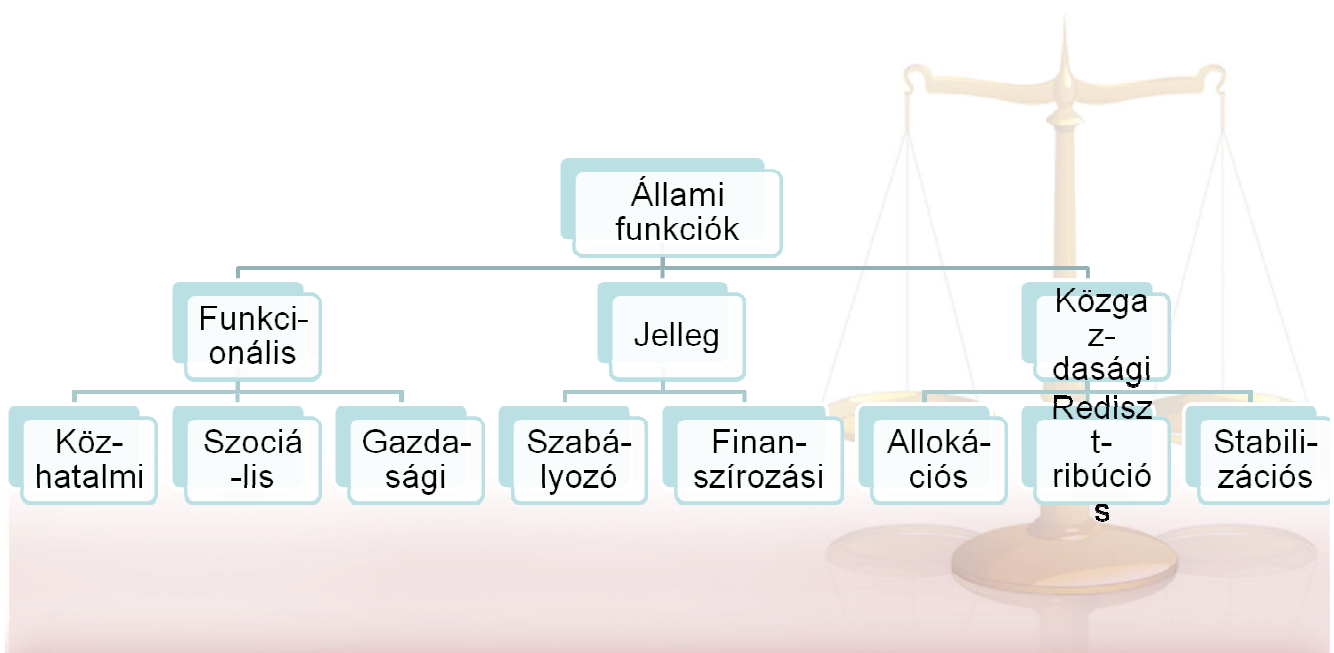 Állami
funkciók
Funkci-
onális
Jelleg
Közga
z-
dasági
Köz-
hatalmi
Szociá
-lis
Gazda-
sági
Szabá-
lyozó
Finan-
szírozási
Alloká-
ciós
Redisz
t-
ribúció
s
Stabili-
zációs